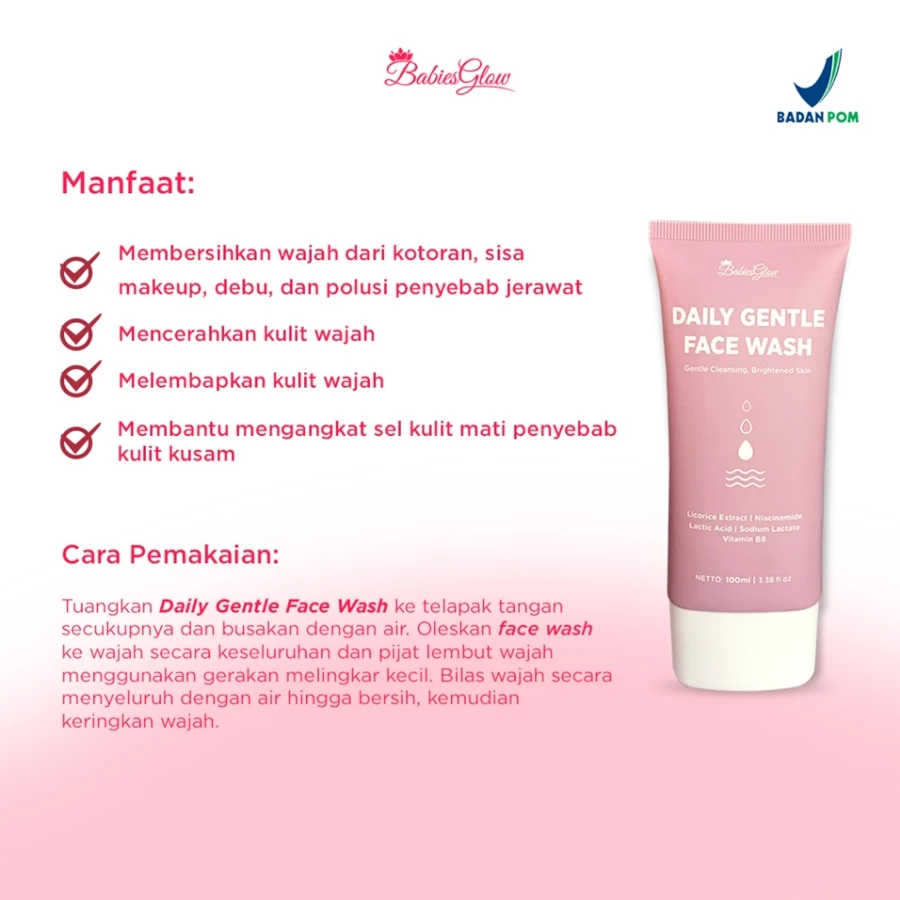 BabiesGlow
BADAN POM
Manfaat:
Membersihkan wajah dari kotoran, sisa
makeup, debu, dan polusi penyebab jerawat
Mencerahkan kulit wajah
Melembapkan kulit wajah
Membantu mengangkat sel kulit mati penyebab
kulit kusam
Cara Pemakaian:
Tuangkan Daily Gentle Face Wash ke telapak tangan
secukupnya dan busakan dengan air. Oleskan face wash
ke wajah secara keseluruhan dan pijat lembut wajah
menggunakan gerakan melingkar kecil. Bilas wajah secara
menyeluruh dengan air hingga bersih, kemudian
keringkan wajah.
BabiesGlow
DAILY GENTLE
FACE WASH
Gentle Cleansing, Brightened Skin
Licorice Extract | Niacinamide
Lactic Acid | Sodium Lactate
Vitamin B8
NETTO: 100ml | 3.38 fl oz